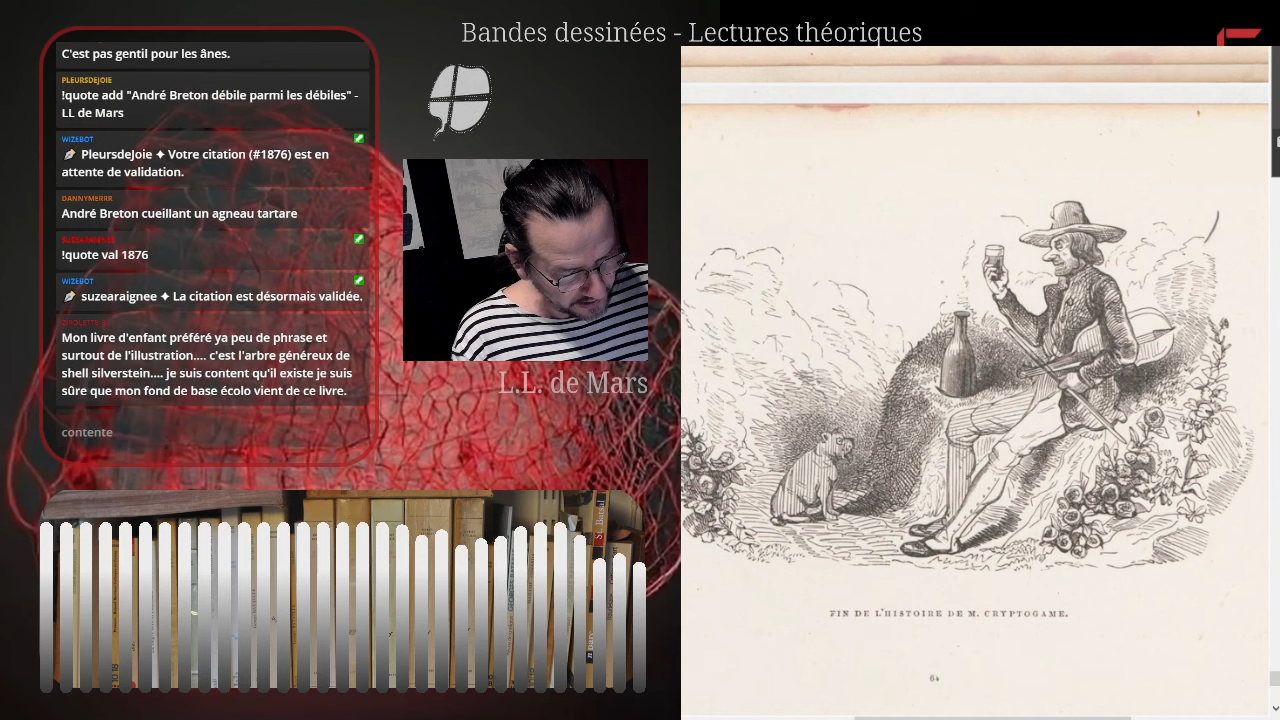 Bandes dessinées - Lectures théoriques
C'est pas gentil pour les ânes.
PLEURSDEJOIE
!quote add "André Breton débile parmi les débiles" -
LL de Mars
WIZEBOT
PleursdeJoie ✦ Votre citation (#1876) est en
attente de validation.
DANNYMERRR
André Breton cueillant un agneau tartare
SUZEARAIGNEE
!quote val 1876
WIZEBOT
suzearaignee ✦ La citation est désormais validée.
Mon livre d'enfant préféré ya peu de phrase et
surtout de l'illustration.... c'est l'arbre généreux de
shell silverstein.... je suis content qu'il existe je suis
sûre que mon fond de base écolo vient de ce livre.
contente
L.L. de Mars
FIN DE L'HISTOIRE DE M. CRYPTOGAME.